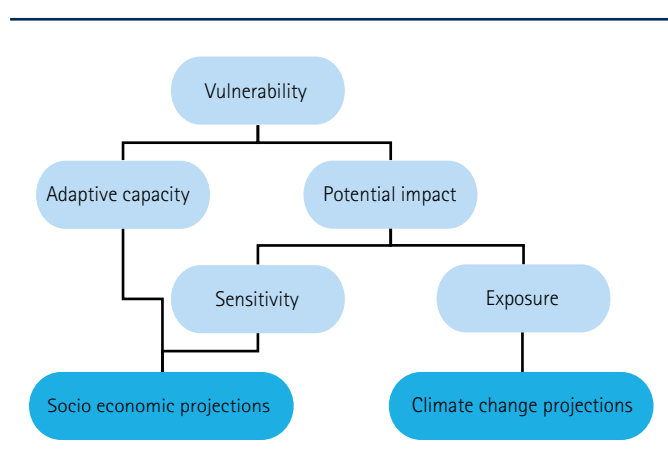 Vulnerability
Adaptive capacity
Potential impact
Sensitivity
Exposure
Socio economic projections
Climate change projections